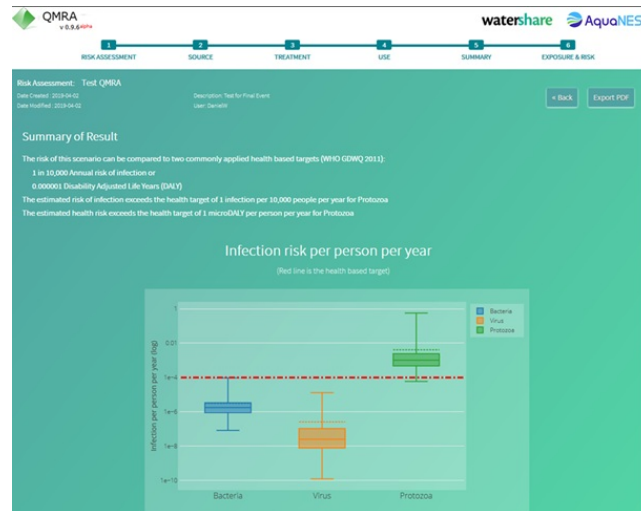 QMRA
v 0.9.6alpha
watershare AquaNES
1 2 3 4 5 6
RISK ASSESSMENT SOURCE TREATMENT USE SUMMARY EXPOSURE & RISK
Risk Assessment: Test QMRA
Date Created : 2019-04-02 Description: Test for Final Event
Date Modified : 2019-04-02 User: DanielW
« Back Export PDF
Summary of Result
The risk of this scenario can be compared to two commonly applied health based targets (WHO GDWQ 2011):
1 in 10,000 Annual risk of infection or
0.000001 Disability Adjusted Life Years (DALY)
The estimated risk of infection exceeds the health target of 1 infection per 10,000 people per year for Protozoa
The estimated health risk exceeds the health target of 1 microDALY per person per year for Protozoa
Infection risk per person per year
(Red line is the health based target)
Infection per person per year (log)
1
0.01
1e-4
1e-6
1e-8
1e-10
Bacteria Virus Protozoa
Bacteria
Virus
Protozoa